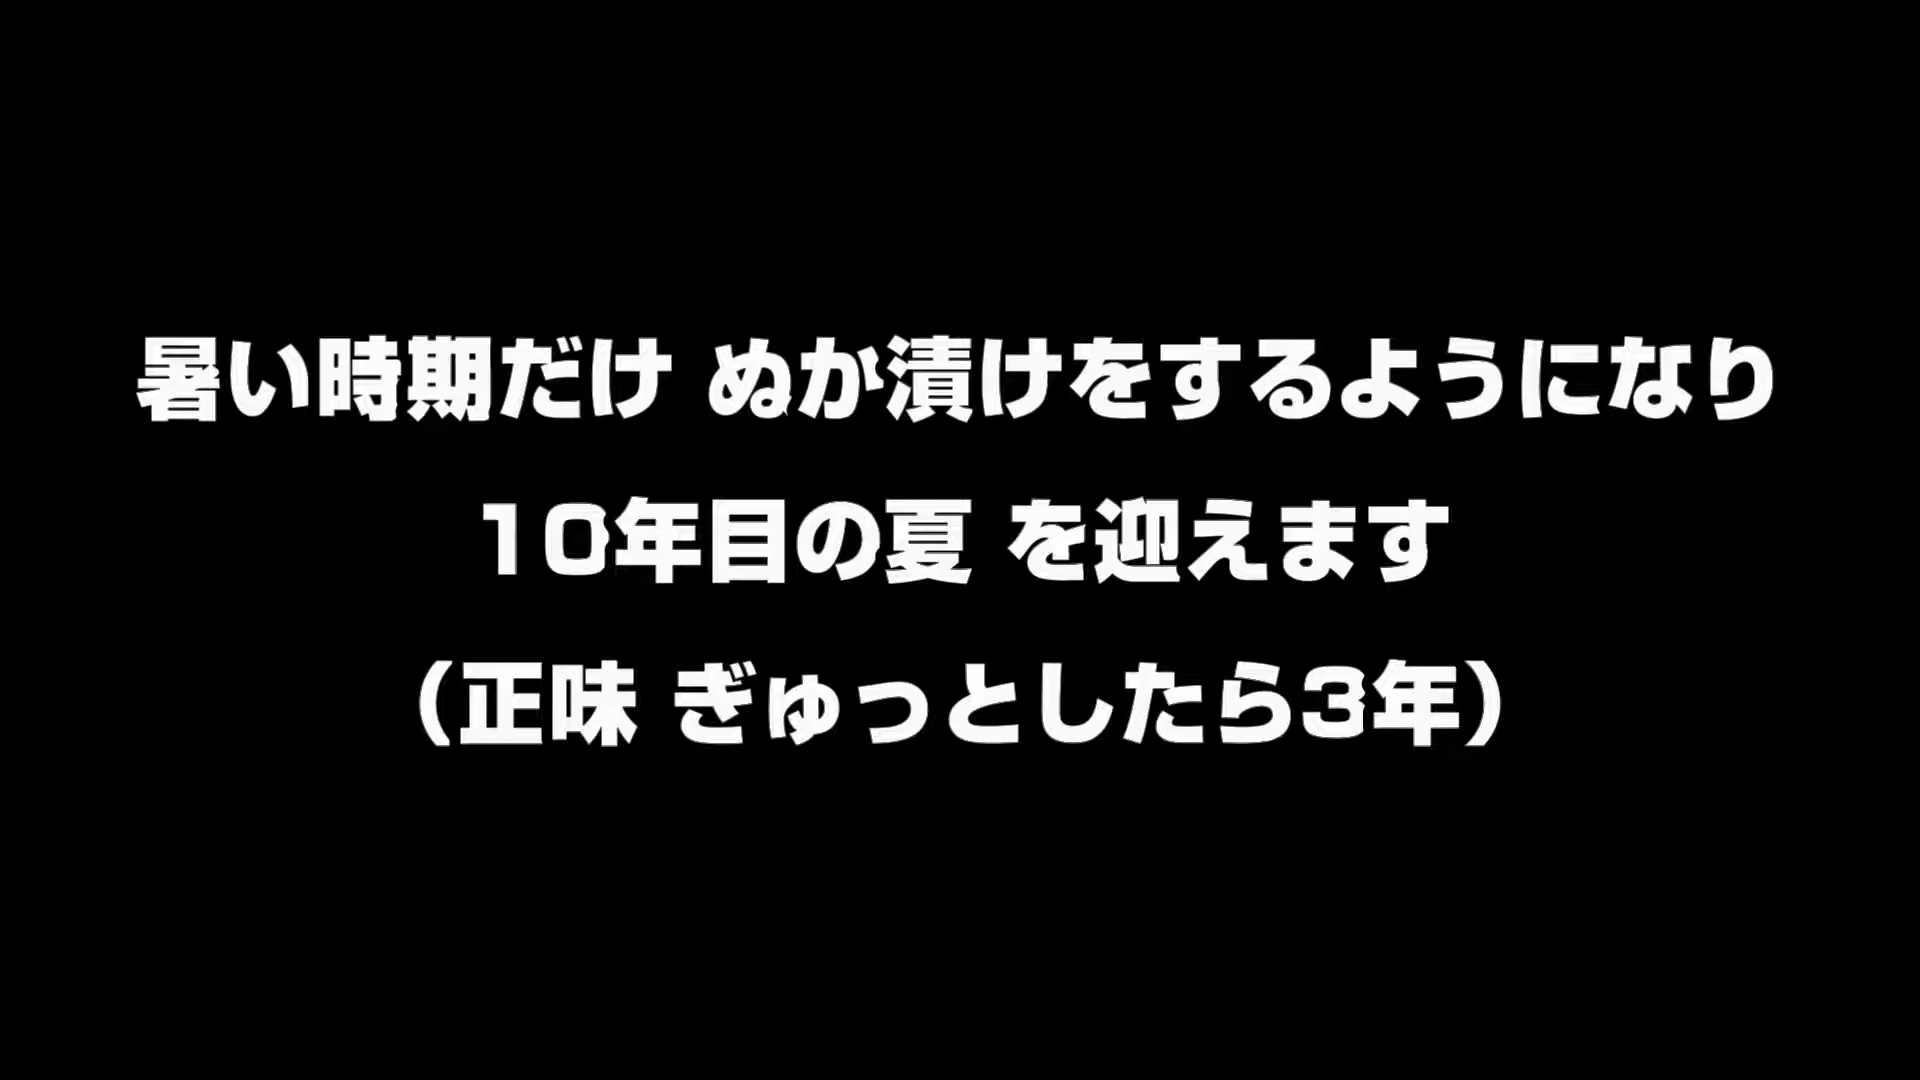 暑い時期だけ ぬか漬けをするようになり
10年目の夏 を迎えます
（正味 ぎゅっとしたら3年）